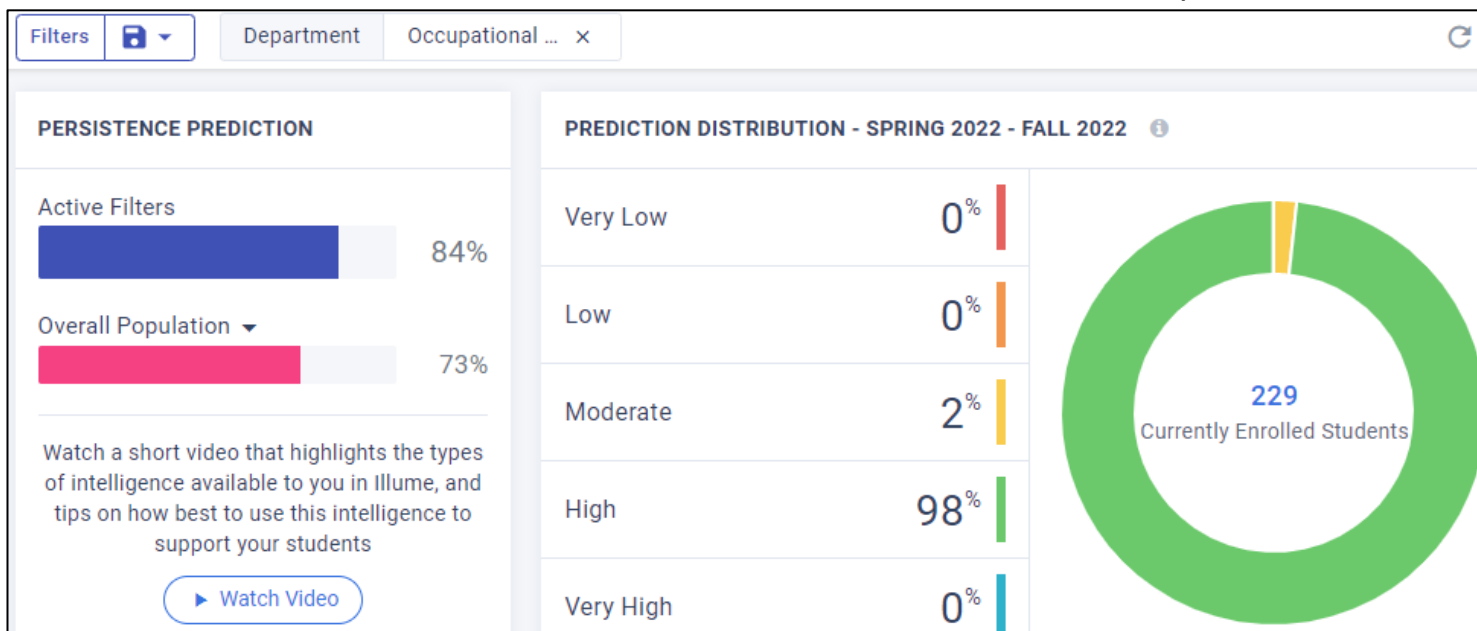 Filters
Department
Occupational ... ×
PERSISTENCE PREDICTION
Active Filters
84%
Overall Population
73%
Watch a short video that highlights the types
of intelligence available to you in Illume, and
tips on how best to use this intelligence to
support your students
Watch Video
PREDICTION DISTRIBUTION - SPRING 2022 - FALL 2022
Very Low 0%
Low 0%
Moderate 2%
High 98%
Very High 0%
229
Currently Enrolled Students